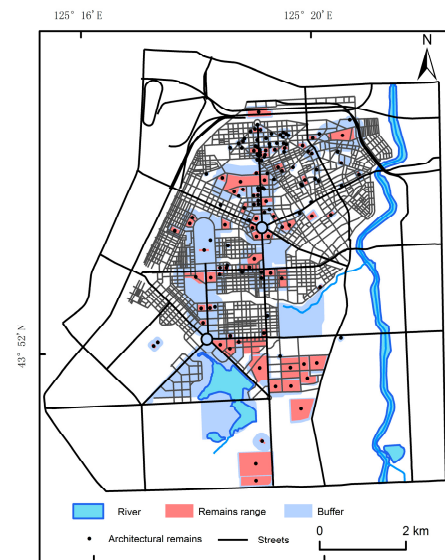 125° 16′E 125° 20′E
N
43° 52′N
River Remains range Buffer
Architectural remains Streets
0 2 km